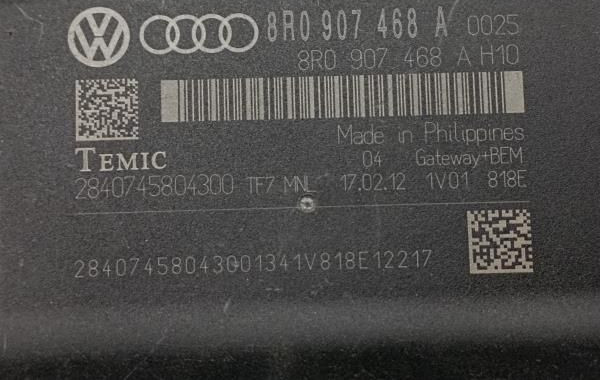 8R0 907 468 A 0025
8R0 907 468 A H10
Made in Philippines
TEMIC 04 Gateway+BEM
2840745804300 TF7 MNL 17.02.12 1V01 818E
28407458043001341V818E12217